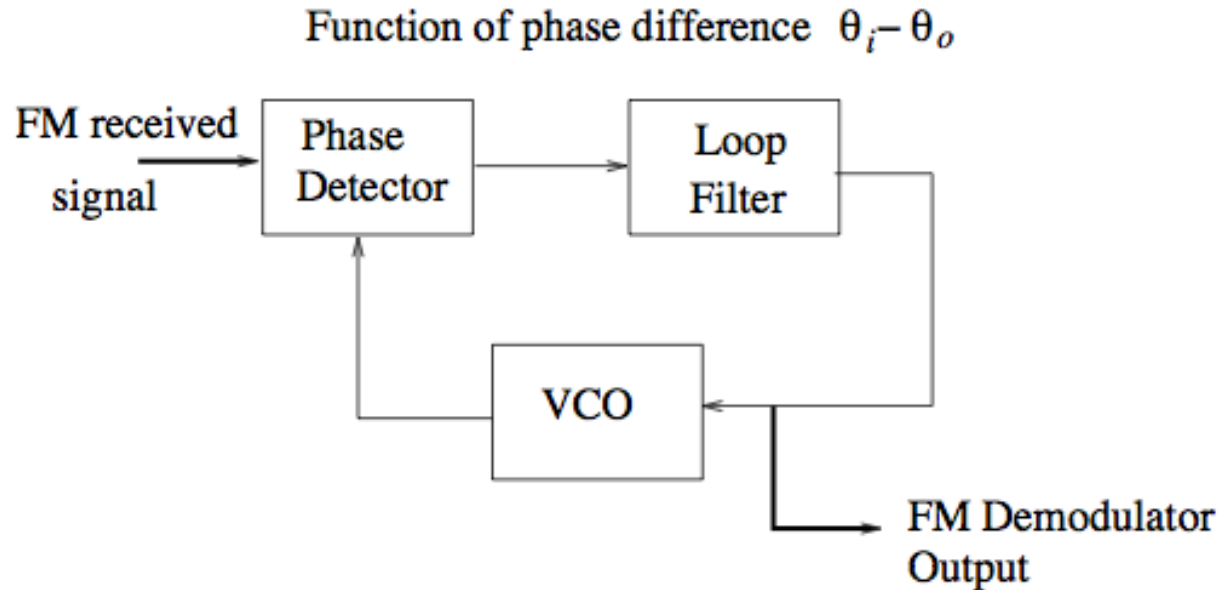 Function of phase difference θi– θo
FM received
signal
Phase
Detector
Loop
Filter
VCO
FM Demodulator
Output